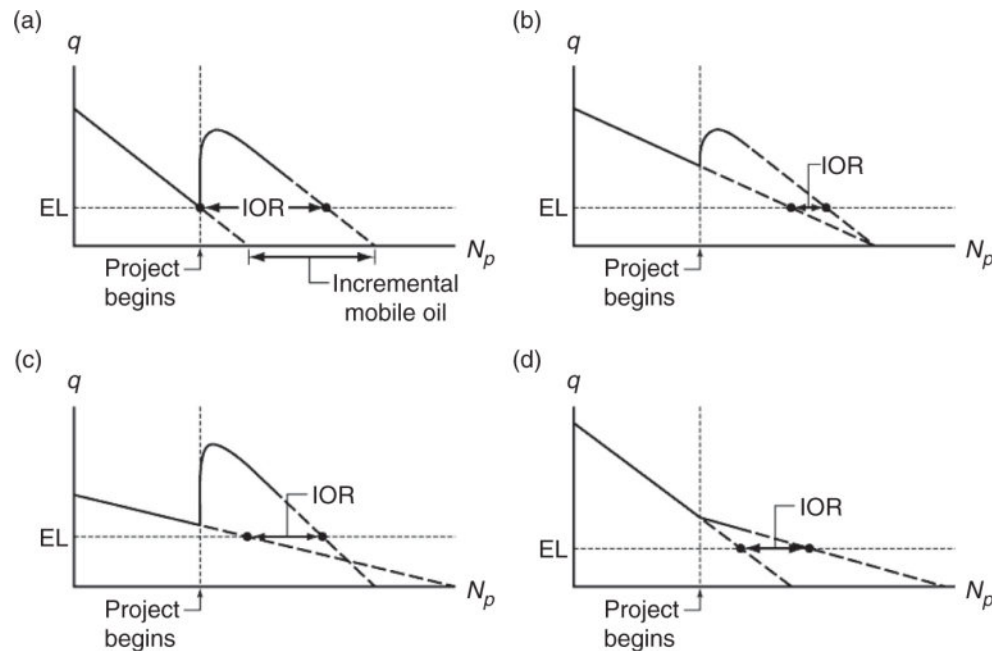 (a)
q
EL
IOR
N_p
Project
begins
Incremental
mobile oil
(b)
q
EL
IOR
N_p
Project
begins
(c)
q
EL
IOR
N_p
Project
begins
(d)
q
EL
IOR
N_p
Project
begins